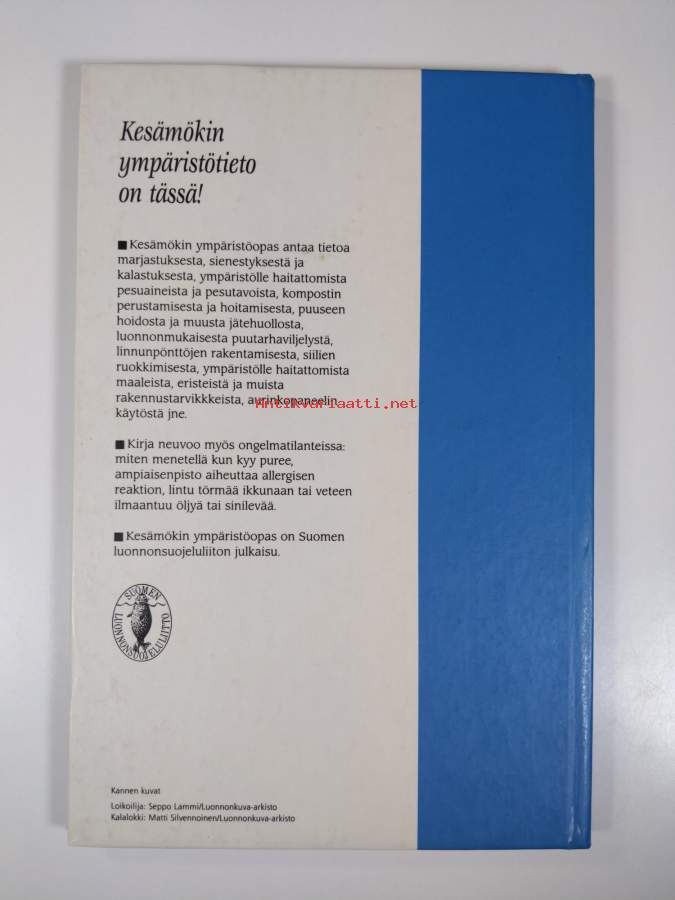 Kesämökin
ympäristötieto
on tässä!
■ Kesämökin ympäristöopas antaa tietoa
marjastuksesta, sienestyksestä ja
kalastuksesta, ympäristölle haitattomista
pesuaineista ja pesutavoista, kompostin
perustamisesta ja hoitamisesta, puuseen
hoidosta ja muusta jätehuollosta,
luonnonmukaisesta puutarhaviljelystä,
linnunpönttöjen rakentamisesta, siilien
ruokkimisesta, ympäristölle haitattomista
maaleista, eristeistä ja muista
rakennustarvikkkeista, aurinkopaneelin
käytöstä jne.
Antikvariaatti.net
■ Kirja neuvoo myös ongelmatilanteissa:
miten menetellä kun kyy puree,
ampiaisenpisto aiheuttaa allergisen
reaktion, lintu törmää ikkunaan tai veteen
ilmaantuu öljyä tai sinilevää.
■ Kesämökin ympäristöopas on Suomen
luonnonsuojeluliiton julkaisu.
SUOMEN
LUONNONSUOJELULIITTO
Kannen kuvat
Loikoilija: Seppo Lammi/Luonnonkuva-arkisto
Kalalokki: Matti Silvennoinen/Luonnonkuva-arkisto